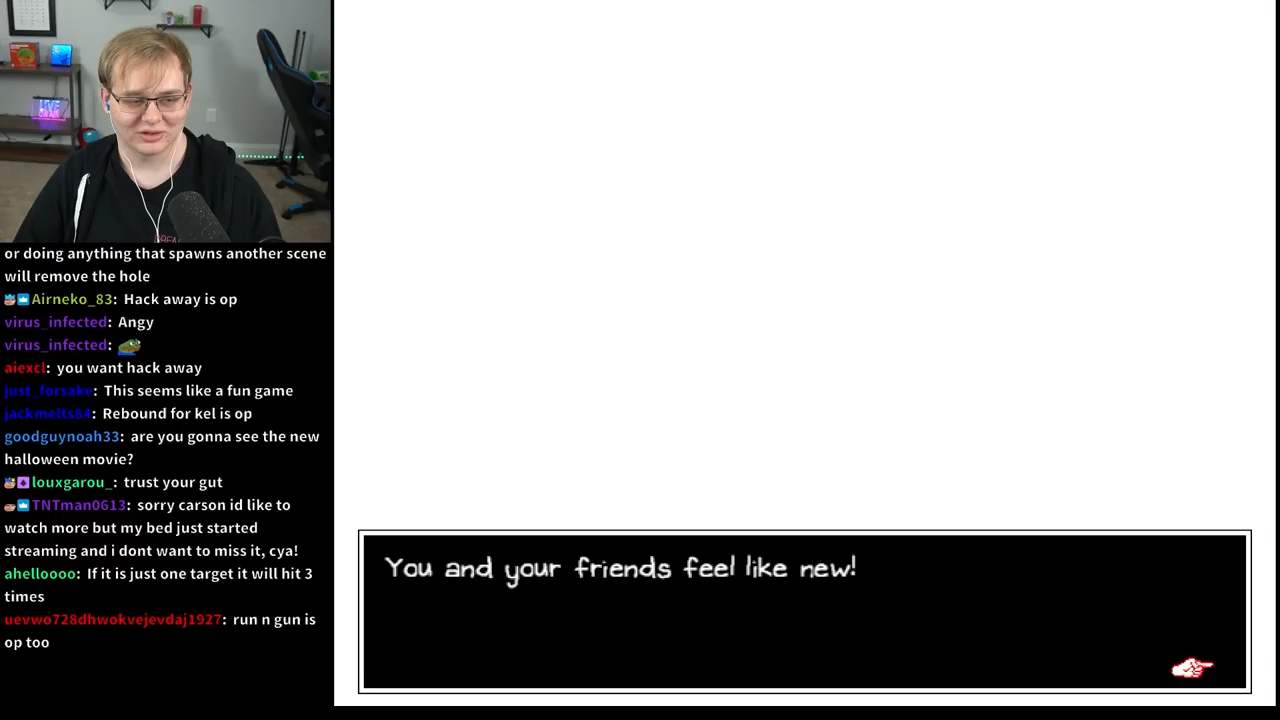 or doing anything that spawns another scene
will remove the hole
Airneko_83: Hack away is op
virus_infected: Angy
virus_infected:
aiexcl: you want hack away
just_forsake: This seems like a fun game
jackmelts84: Rebound for kel is op
goodguynoah33: are you gonna see the new
halloween movie?
louxgarou_: trust your gut
TNTman0613: sorry carson id like to
watch more but my bed just started
streaming and i dont want to miss it, cya!
ahelloooo: If it is just one target it will hit 3
times
uevwo728dhwokvejevdaj1927: run n gun is
op too
You and your friends feel like new!